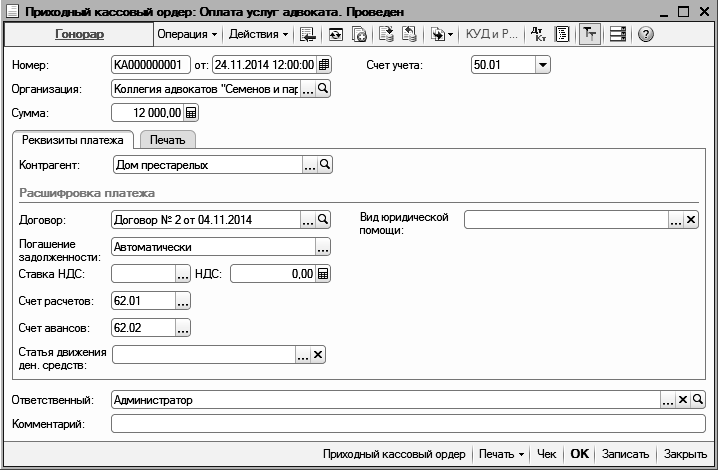 Приходный кассовый ордер: Оплата услуг адвоката. Проведен
Гонорар Операция Действия КУД и Р... Дт Кт Тт ?
Номер: КА000000001 от: 24.11.2014 12:00:00 Счет учета: 50.01
Организация: Коллегия адвокатов "Семенов и пар ...
Сумма: 12 000,00
Реквизиты платежа Печать
Контрагент: Дом престарелых ...
Расшифровка платежа
Договор: Договор № 2 от 04.11.2014 ... Вид юридической
помощи: ... ×
Погашение
задолженности: Автоматически ...
Ставка НДС: ... НДС: 0,00
Счет расчетов: 62.01 ...
Счет авансов: 62.02 ...
Статья движения
ден. средств: ... ×
Ответственный: Администратор ... ×
Комментарий:
Приходный кассовый ордер Печать Чек ОК Записать Закрыть